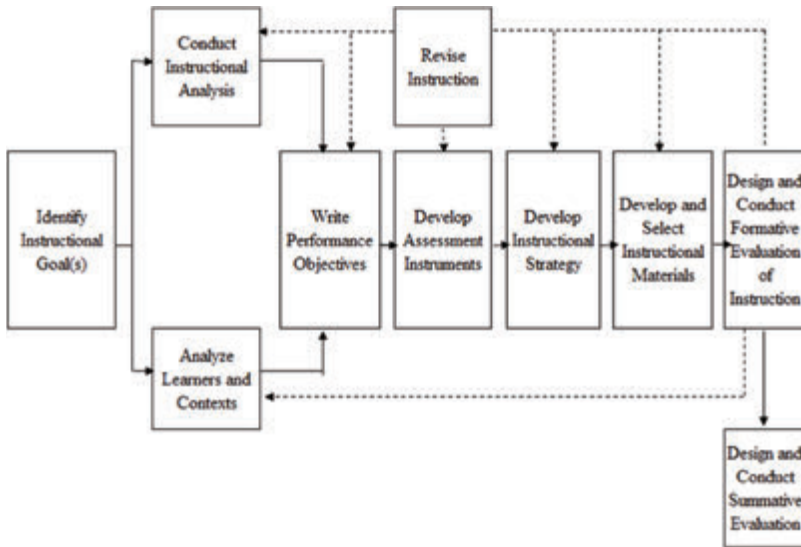 Conduct
Instructional
Analysis
Revise
Instruction
Identify
Instructional
Goal(s)
Write
Performance
Objectives
Develop
Assessment
Instruments
Develop
Instructional
Strategy
Develop and
Select
Instructional
Materials
Design and
Conduct
Formative
Evaluation
of
Instruction
Analyze
Learners and
Contexts
Design and
Conduct
Summative
Evaluation